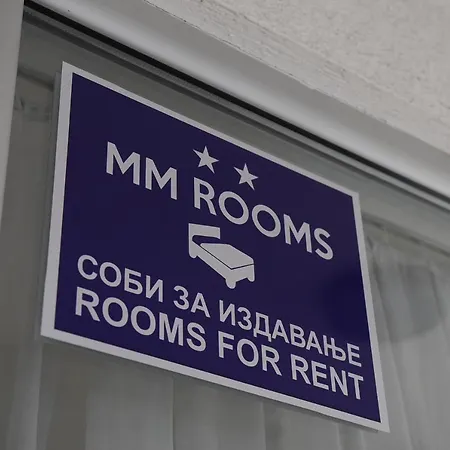 MM ROOMS
СОБИ ЗА ИЗДАВАЊЕ
ROOMS FOR RENT